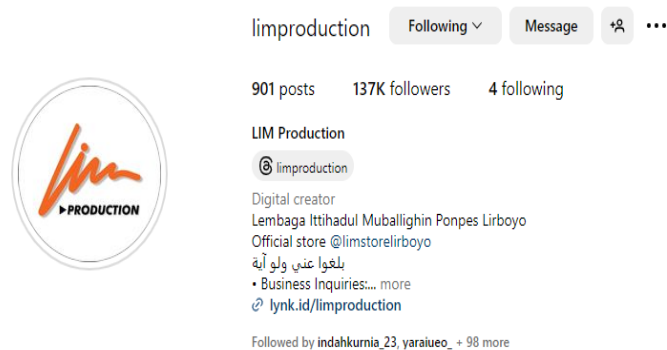 limproduction Following Message
901 posts 137K followers 4 following
LIM Production
limproduction
Digital creator
Lembaga Ittihadul Muballighin Ponpes Lirboyo
Official store @limstorelirboyo
بلغوا عني ولو آية
• Business Inquiries:... more
lynk.id/limproduction
Followed by indahkurnia_23, yaraiueo_ + 98 more
Lim
PRODUCTION